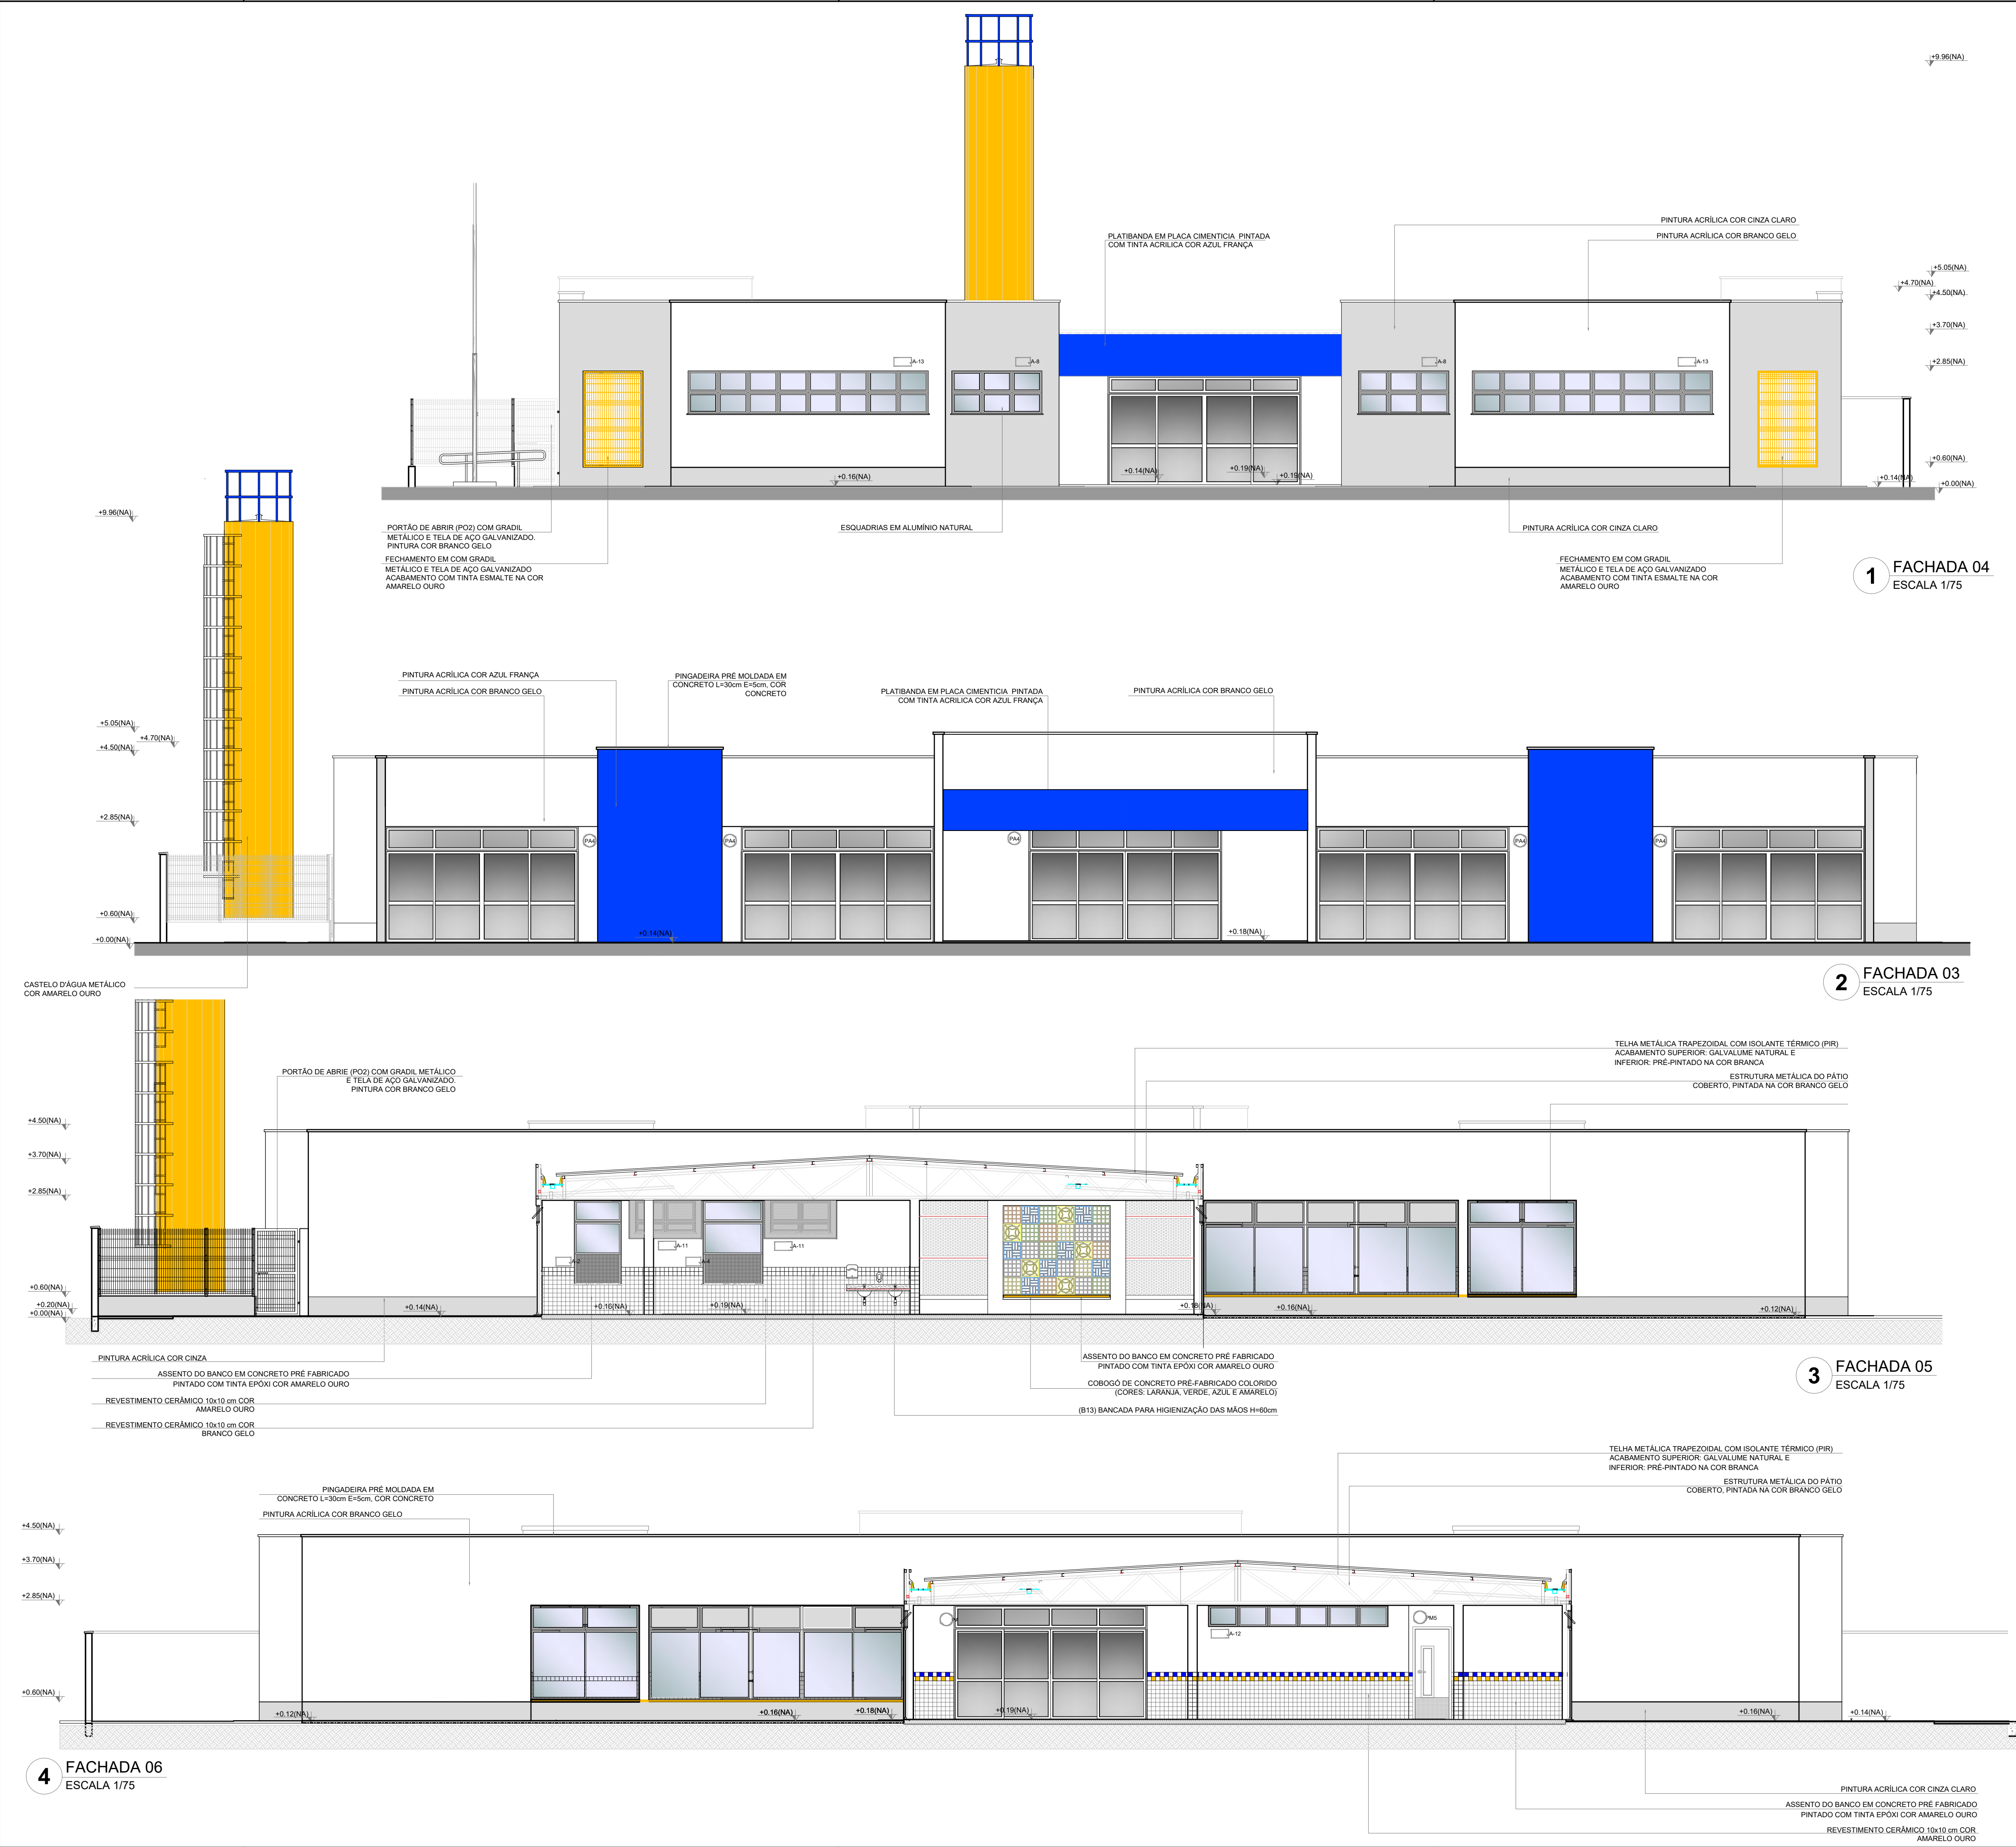 +9.96(NA)
PINTURA ACRÍLICA COR CINZA CLARO
PLATIBANDA EM PLACA CIMENTICIA PINTADA
COM TINTA ACRILICA COR AZUL FRANÇA
PINTURA ACRÍLICA COR BRANCO GELO
+5.05(NA)
+4.70(NA)
+4.50(NA)
+3.70(NA)
+2.85(NA)
A-13
A-8
A-8
A-13
+0.60(NA)
+0.14(NA)
+0.19(NA)
+0.19(NA)
+0.16(NA)
+0.14(NA)
+0.00(NA)
PORTÃO DE ABRIR (PO2) COM GRADIL
METÁLICO E TELA DE AÇO GALVANIZADO.
PINTURA COR BRANCO GELO
FECHAMENTO EM COM GRADIL
METÁLICO E TELA DE AÇO GALVANIZADO
ACABAMENTO COM TINTA ESMALTE NA COR
AMARELO OURO
ESQUADRIAS EM ALUMÍNIO NATURAL
PINTURA ACRÍLICA COR CINZA CLARO
FECHAMENTO EM COM GRADIL
METÁLICO E TELA DE AÇO GALVANIZADO
ACABAMENTO COM TINTA ESMALTE NA COR
AMARELO OURO
1
FACHADA 04
ESCALA 1/75
+9.96(NA)
PINTURA ACRÍLICA COR AZUL FRANÇA
PINTURA ACRÍLICA COR BRANCO GELO
PINGADEIRA PRÉ MOLDADA EM
CONCRETO L=30cm E=5cm, COR
CONCRETO
PLATIBANDA EM PLACA CIMENTICIA PINTADA
COM TINTA ACRILICA COR AZUL FRANÇA
PINTURA ACRÍLICA COR BRANCO GELO
+5.05(NA)
+4.70(NA)
+4.50(NA)
+2.85(NA)
PA4
PA4
PA4
PA4
PA4
+0.60(NA)
+0.00(NA)
+0.14(NA)
+0.18(NA)
CASTELO D'ÁGUA METÁLICO
COR AMARELO OURO
2
FACHADA 03
ESCALA 1/75
TELHA METÁLICA TRAPEZOIDAL COM ISOLANTE TÉRMICO (PIR)
ACABAMENTO SUPERIOR: GALVALUME NATURAL E
INFERIOR: PRÉ-PINTADO NA COR BRANCA
PORTÃO DE ABRIE (PO2) COM GRADIL METÁLICO
E TELA DE AÇO GALVANIZADO.
PINTURA COR BRANCO GELO
ESTRUTURA METÁLICA DO PÁTIO
COBERTO, PINTADA NA COR BRANCO GELO
+4.50(NA)
+3.70(NA)
+2.85(NA)
A-11
A-11
A-2
A-4
+0.60(NA)
+0.20(NA)
+0.00(NA)
+0.14(NA)
+0.16(NA)
+0.19(NA)
+0.18(NA)
+0.16(NA)
+0.12(NA)
PINTURA ACRÍLICA COR CINZA
ASSENTO DO BANCO EM CONCRETO PRÉ FABRICADO
PINTADO COM TINTA EPÓXI COR AMARELO OURO
REVESTIMENTO CERÂMICO 10x10 cm COR
AMARELO OURO
REVESTIMENTO CERÂMICO 10x10 cm COR
BRANCO GELO
ASSENTO DO BANCO EM CONCRETO PRÉ FABRICADO
PINTADO COM TINTA EPÓXI COR AMARELO OURO
COBOGÓ DE CONCRETO PRÉ-FABRICADO COLORIDO
(CORES: LARANJA, VERDE, AZUL E AMARELO)
(B13) BANCADA PARA HIGIENIZAÇÃO DAS MÃOS H=60cm
3
FACHADA 05
ESCALA 1/75
TELHA METÁLICA TRAPEZOIDAL COM ISOLANTE TÉRMICO (PIR)
ACABAMENTO SUPERIOR: GALVALUME NATURAL E
INFERIOR: PRÉ-PINTADO NA COR BRANCA
PINGADEIRA PRÉ MOLDADA EM
CONCRETO L=30cm E=5cm, COR CONCRETO
ESTRUTURA METÁLICA DO PÁTIO
COBERTO, PINTADA NA COR BRANCO GELO
PINTURA ACRÍLICA COR BRANCO GELO
+4.50(NA)
+3.70(NA)
+2.85(NA)
PM5
A-12
+0.60(NA)
+0.12(NA)
+0.16(NA)
+0.18(NA)
+0.19(NA)
+0.16(NA)
+0.14(NA)
4
FACHADA 06
ESCALA 1/75
PINTURA ACRÍLICA COR CINZA CLARO
ASSENTO DO BANCO EM CONCRETO PRÉ FABRICADO
PINTADO COM TINTA EPÓXI COR AMARELO OURO
REVESTIMENTO CERÂMICO 10x10 cm COR
AMARELO OURO